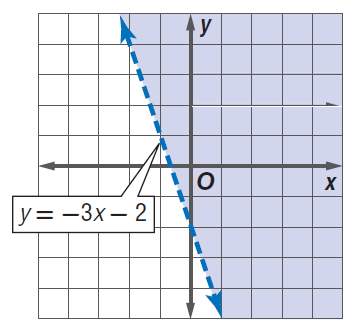 y
O
x
y = −3x − 2